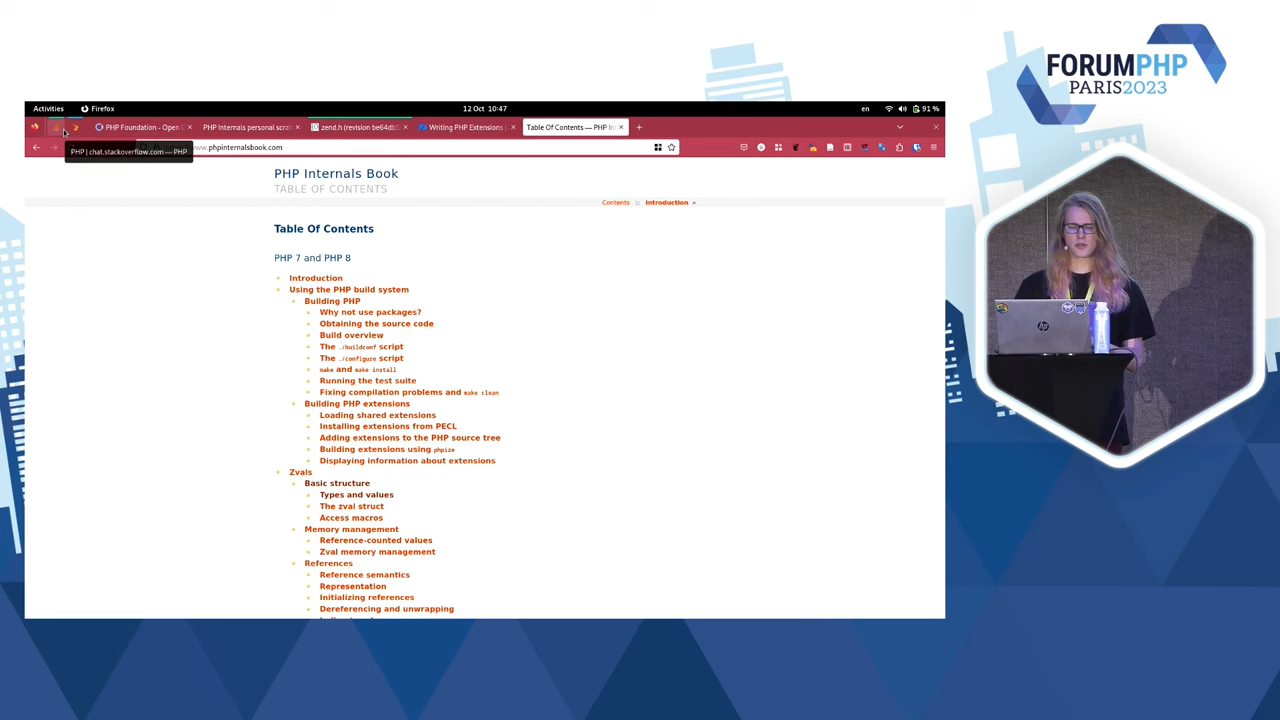 FORUMPHP
PARIS2023
Activities
Firefox
12 Oct 10:47
en
91 %
PHP Foundation - Open
PHP Internals personal scra
zend.h (revision be64db
Writing PHP Extensions |
Table Of Contents — PHP In
PHP | chat.stackoverflow.com — PHP
www.phpinternalsbook.com
PHP Internals Book
TABLE OF CONTENTS
Contents :: Introduction »
Table Of Contents
PHP 7 and PHP 8
Introduction
Using the PHP build system
Building PHP
Why not use packages?
Obtaining the source code
Build overview
The ./buildconf script
The ./configure script
make and make install
Running the test suite
Fixing compilation problems and make clean
Building PHP extensions
Loading shared extensions
Installing extensions from PECL
Adding extensions to the PHP source tree
Building extensions using phpize
Displaying information about extensions
Zvals
Basic structure
Types and values
The zval struct
Access macros
Memory management
Reference-counted values
Zval memory management
References
Reference semantics
Representation
Initializing references
Dereferencing and unwrapping
hp